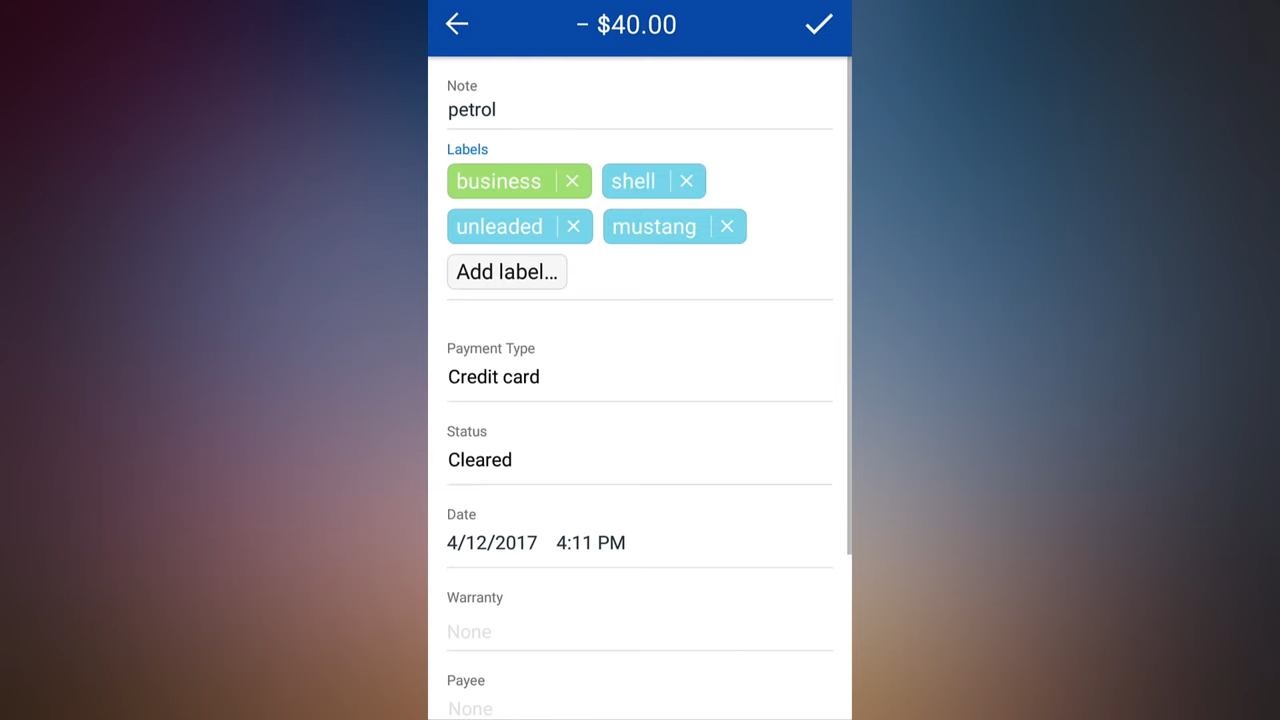 – $40.00
Note
petrol
Labels
business shell
unleaded mustang
Add label...
Payment Type
Credit card
Status
Cleared
Date
4/12/2017 4:11 PM
Warranty
None
Payee
None